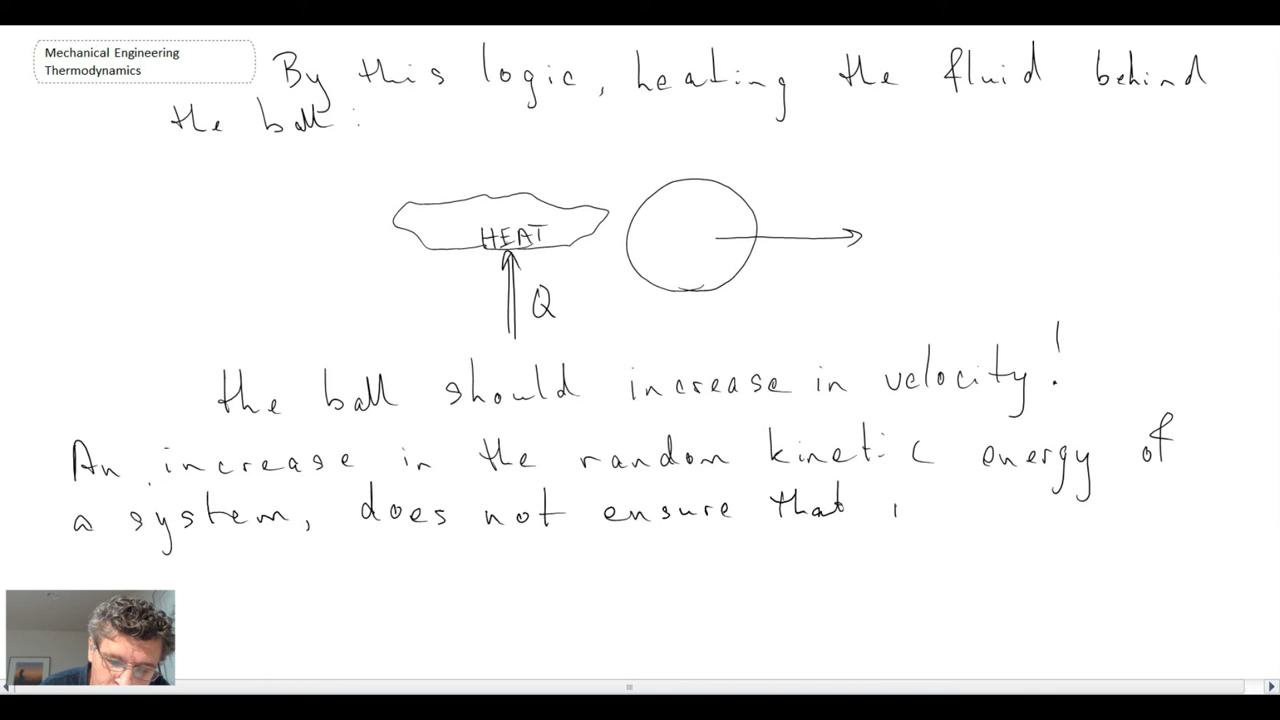 Mechanical Engineering
Thermodynamics
By this logic, heating the fluid behind
the ball:
HEAT
Q
the ball should increase in velocity!
An increase in the random kinetic energy of
a system, does not ensure that